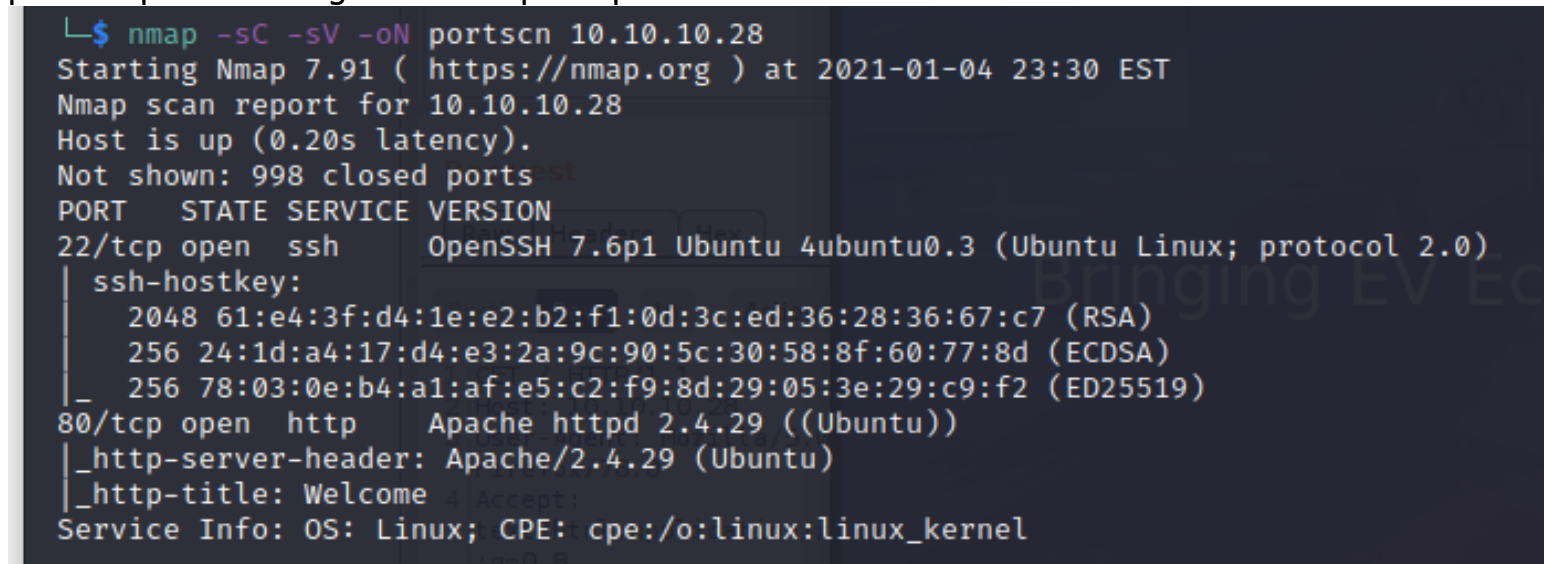 └─$ nmap -sC -sV -oN portscn 10.10.10.28
Starting Nmap 7.91 ( https://nmap.org ) at 2021-01-04 23:30 EST
Nmap scan report for 10.10.10.28
Host is up (0.20s latency).
Not shown: 998 closed ports
PORT   STATE SERVICE VERSION
22/tcp open  ssh     OpenSSH 7.6p1 Ubuntu 4ubuntu0.3 (Ubuntu Linux; protocol 2.0)
| ssh-hostkey:
|   2048 61:e4:3f:d4:1e:e2:b2:f1:0d:3c:ed:36:28:36:67:c7 (RSA)
|   256 24:1d:a4:17:d4:e3:2a:9c:90:5c:30:58:8f:60:77:8d (ECDSA)
|_  256 78:03:0e:b4:a1:af:e5:c2:f9:8d:29:05:3e:29:c9:f2 (ED25519)
80/tcp open  http    Apache httpd 2.4.29 ((Ubuntu))
|_http-server-header: Apache/2.4.29 (Ubuntu)
|_http-title: Welcome
Service Info: OS: Linux; CPE: cpe:/o:linux:linux_kernel
Bringing EV Ec